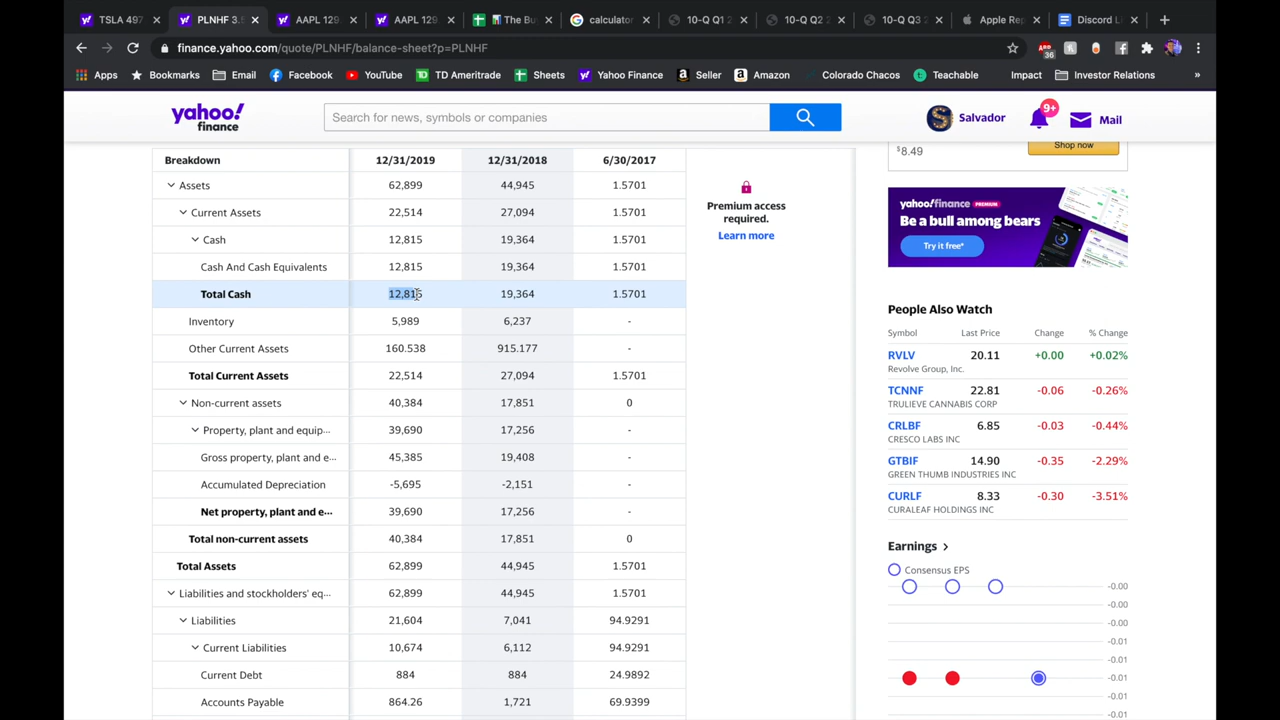 TSLA 497
PLNHF 3.5
AAPL 129.
AAPL 129.
The Bu
calculator
10-Q Q1 2
10-Q Q2
10-Q Q3
Apple Rep
Discord Li
finance.yahoo.com/quote/PLNHF/balance-sheet?p=PLNHF
36
Apps
Bookmarks
Email
Facebook
YouTube
TD Ameritrade
Sheets
Yahoo Finance
Seller
Amazon
Colorado Chacos
Teachable
Impact
Investor Relations
»
yahoo!
finance
Search for news, symbols or companies
Salvador
9+
Mail
Breakdown 12/31/2019 12/31/2018 6/30/2017
Assets 62,899 44,945 1.5701
Current Assets 22,514 27,094 1.5701
Cash 12,815 19,364 1.5701
Cash And Cash Equivalents 12,815 19,364 1.5701
Total Cash 12,815 19,364 1.5701
Inventory 5,989 6,237 -
Other Current Assets 160.538 915.177 -
Total Current Assets 22,514 27,094 1.5701
Non-current assets 40,384 17,851 0
Property, plant and equip... 39,690 17,256 -
Gross property, plant and e... 45,385 19,408 -
Accumulated Depreciation -5,695 -2,151 -
Net property, plant and e... 39,690 17,256 -
Total non-current assets 40,384 17,851 0
Total Assets 62,899 44,945 1.5701
Liabilities and stockholders' eq... 62,899 44,945 1.5701
Liabilities 21,604 7,041 94.9291
Current Liabilities 10,674 6,112 94.9291
Current Debt 884 884 24.9892
Accounts Payable 864.26 1,721 69.9399
Premium access
required.
Learn more
$8.49
Shop now
yahoo!finance PREMIUM
Be a bull among bears
Try it free*
People Also Watch
Symbol Last Price Change % Change
RVLV 20.11 +0.00 +0.02%
Revolve Group, Inc.
TCNNF 22.81 -0.06 -0.26%
TRULIEVE CANNABIS CORP
CRLBF 6.85 -0.03 -0.44%
CRESCO LABS INC
GTBIF 14.90 -0.35 -2.29%
GREEN THUMB INDUSTRIES INC
CURLF 8.33 -0.30 -3.51%
CURALEAF HOLDINGS INC
Earnings
Consensus EPS
-0.00
-0.00
-0.00
-0.01
-0.01
-0.01
-0.01
-0.01